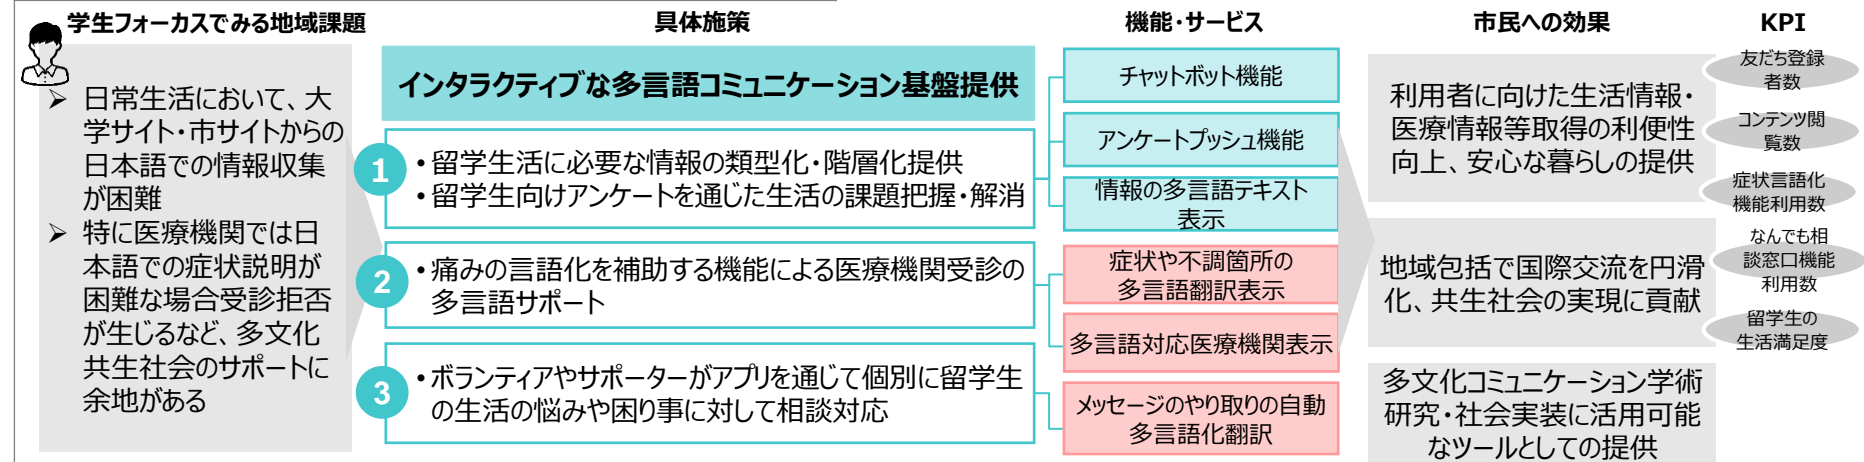 学生フォーカスでみる地域課題
➢ 日常生活において、大
学サイト・市サイトからの
日本語での情報収集
が困難
➢ 特に医療機関では日
本語での症状説明が
困難な場合受診拒否
が生じるなど、多文化
共生社会のサポートに
余地がある
具体施策
インタラクティブな多言語コミュニケーション基盤提供
1
・留学生活に必要な情報の類型化・階層化提供
・留学生向けアンケートを通じた生活の課題把握・解消
2
・痛みの言語化を補助する機能による医療機関受診の
多言語サポート
3
・ボランティアやサポーターがアプリを通じて個別に留学生
の生活の悩みや困り事に対して相談対応
機能・サービス
チャットボット機能
アンケートプッシュ機能
情報の多言語テキスト
表示
症状や不調箇所の
多言語翻訳表示
多言語対応医療機関表示
メッセージのやり取りの自動
多言語化翻訳
市民への効果
利用者に向けた生活情報・
医療情報等取得の利便性
向上、安心な暮らしの提供
地域包括で国際交流を円滑
化、共生社会の実現に貢献
多文化コミュニケーション学術
研究・社会実装に活用可能
なツールとしての提供
KPI
友だち登録
者数
コンテンツ閲
覧数
症状言語化
機能利用数
なんでも相
談窓口機能
利用数
留学生の
生活満足度